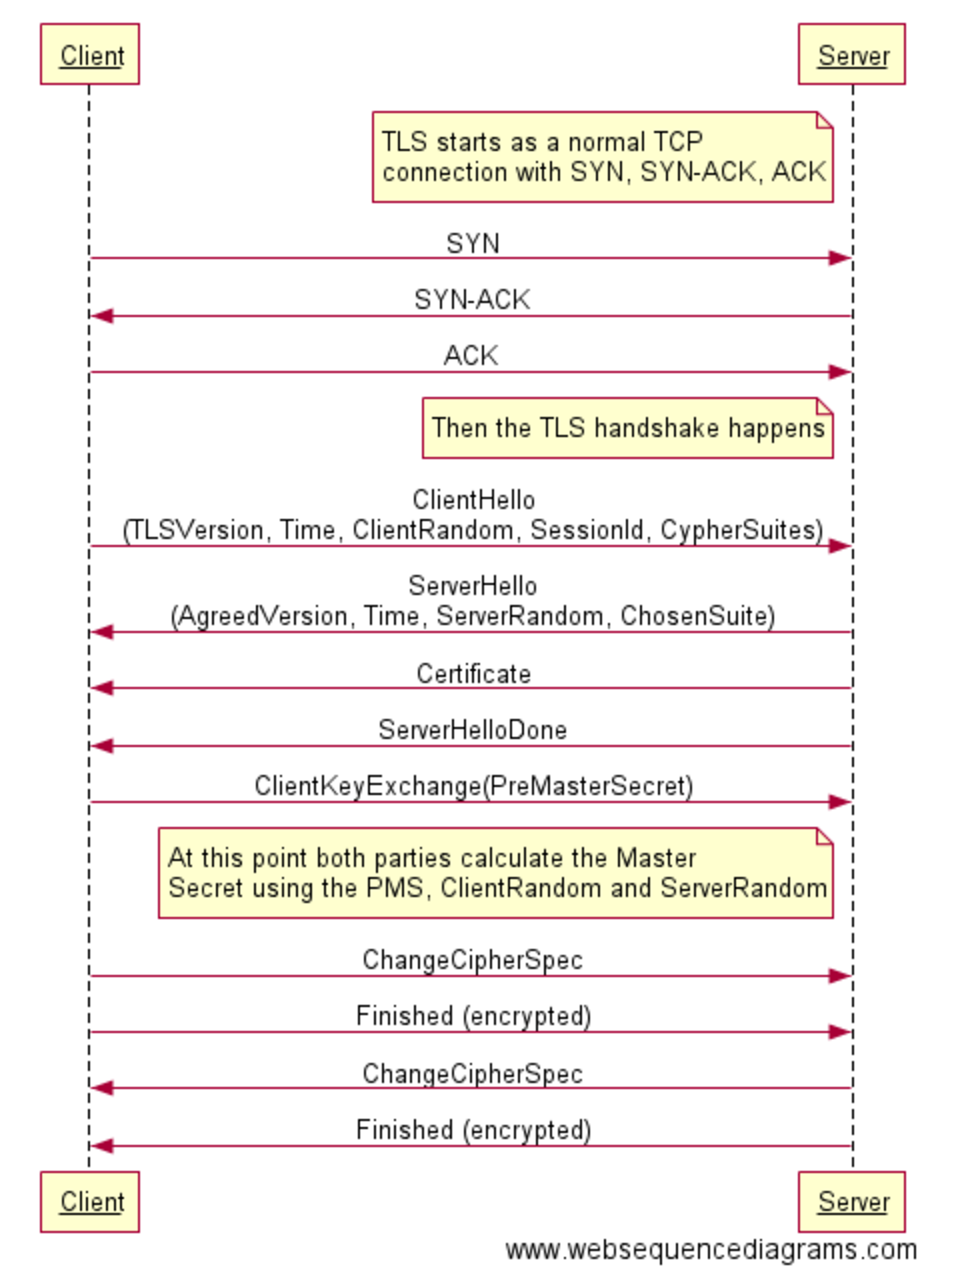 Client
Server
TLS starts as a normal TCP
connection with SYN, SYN-ACK, ACK
SYN
SYN-ACK
ACK
Then the TLS handshake happens
ClientHello
(TLSVersion, Time, ClientRandom, SessionId, CypherSuites)
ServerHello
(AgreedVersion, Time, ServerRandom, ChosenSuite)
Certificate
ServerHelloDone
ClientKeyExchange(PreMasterSecret)
At this point both parties calculate the Master
Secret using the PMS, ClientRandom and ServerRandom
ChangeCipherSpec
Finished (encrypted)
ChangeCipherSpec
Finished (encrypted)
Client
Server
www.websequencediagrams.com